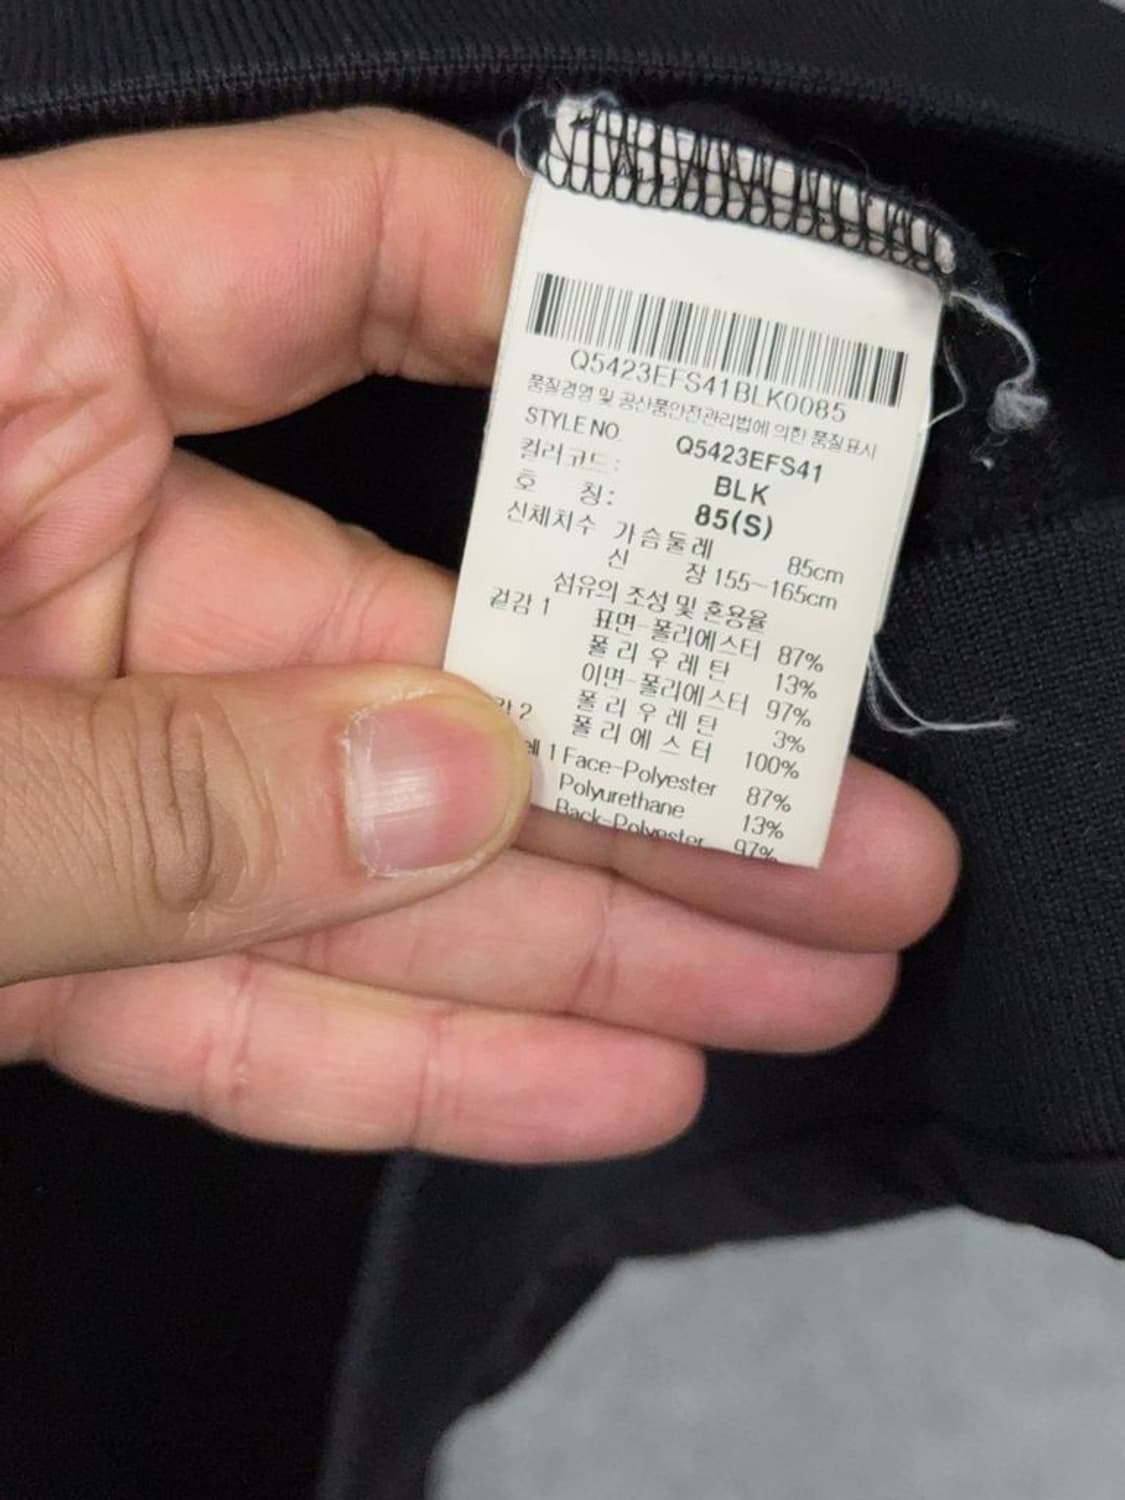 Q5423EFS41BLK0085
품질경영 및 공산품안전관리법에 의한 품질표시
STYLE NO. Q5423EFS41
컬러코드: BLK
호 칭: 85(S)
신체치수 가슴둘레 85cm
신 장 155~165cm
섬유의 조성 및 혼용율
겉감 1 표면-폴리에스터 87%
폴리우레탄 13%
이면-폴리에스터 97%
폴리우레탄 3%
2 폴리에스터 100%
1 Face-Polyester 87%
Polyurethane 13%
Back-Polyester 97%